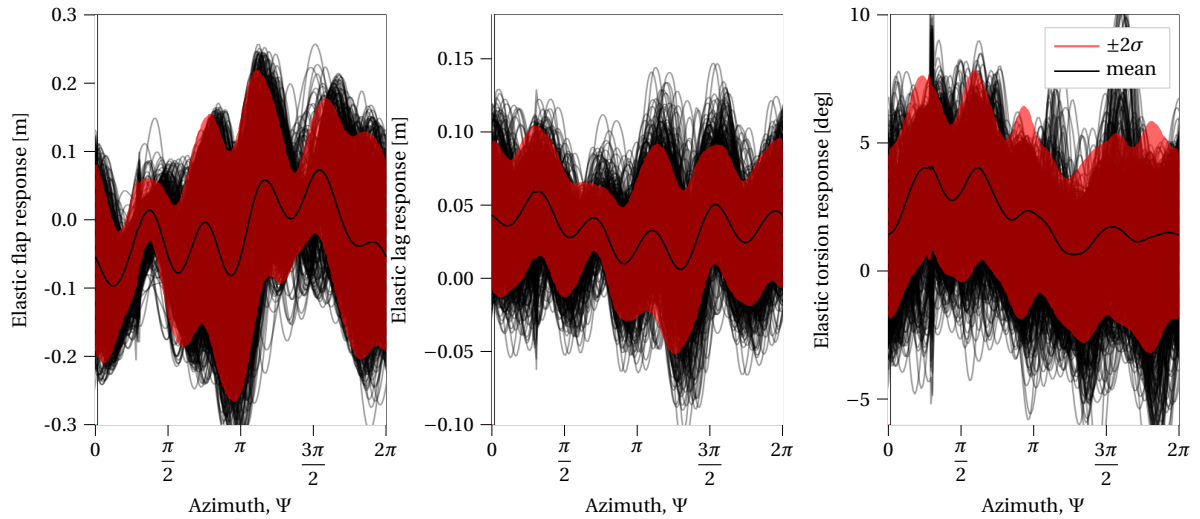 Elastic flap response [m]
0.3
0.2
0.1
0.0
-0.1
-0.2
-0.3
0
π/2
π
3π/2
2π
Azimuth, Ψ
Elastic lag response [m]
0.15
0.10
0.05
0.00
−0.05
−0.10
0
π/2
π
3π/2
2π
Azimuth, Ψ
Elastic torsion response [deg]
10
5
0
−5
0
π/2
π
3π/2
2π
Azimuth, Ψ
±2σ
mean